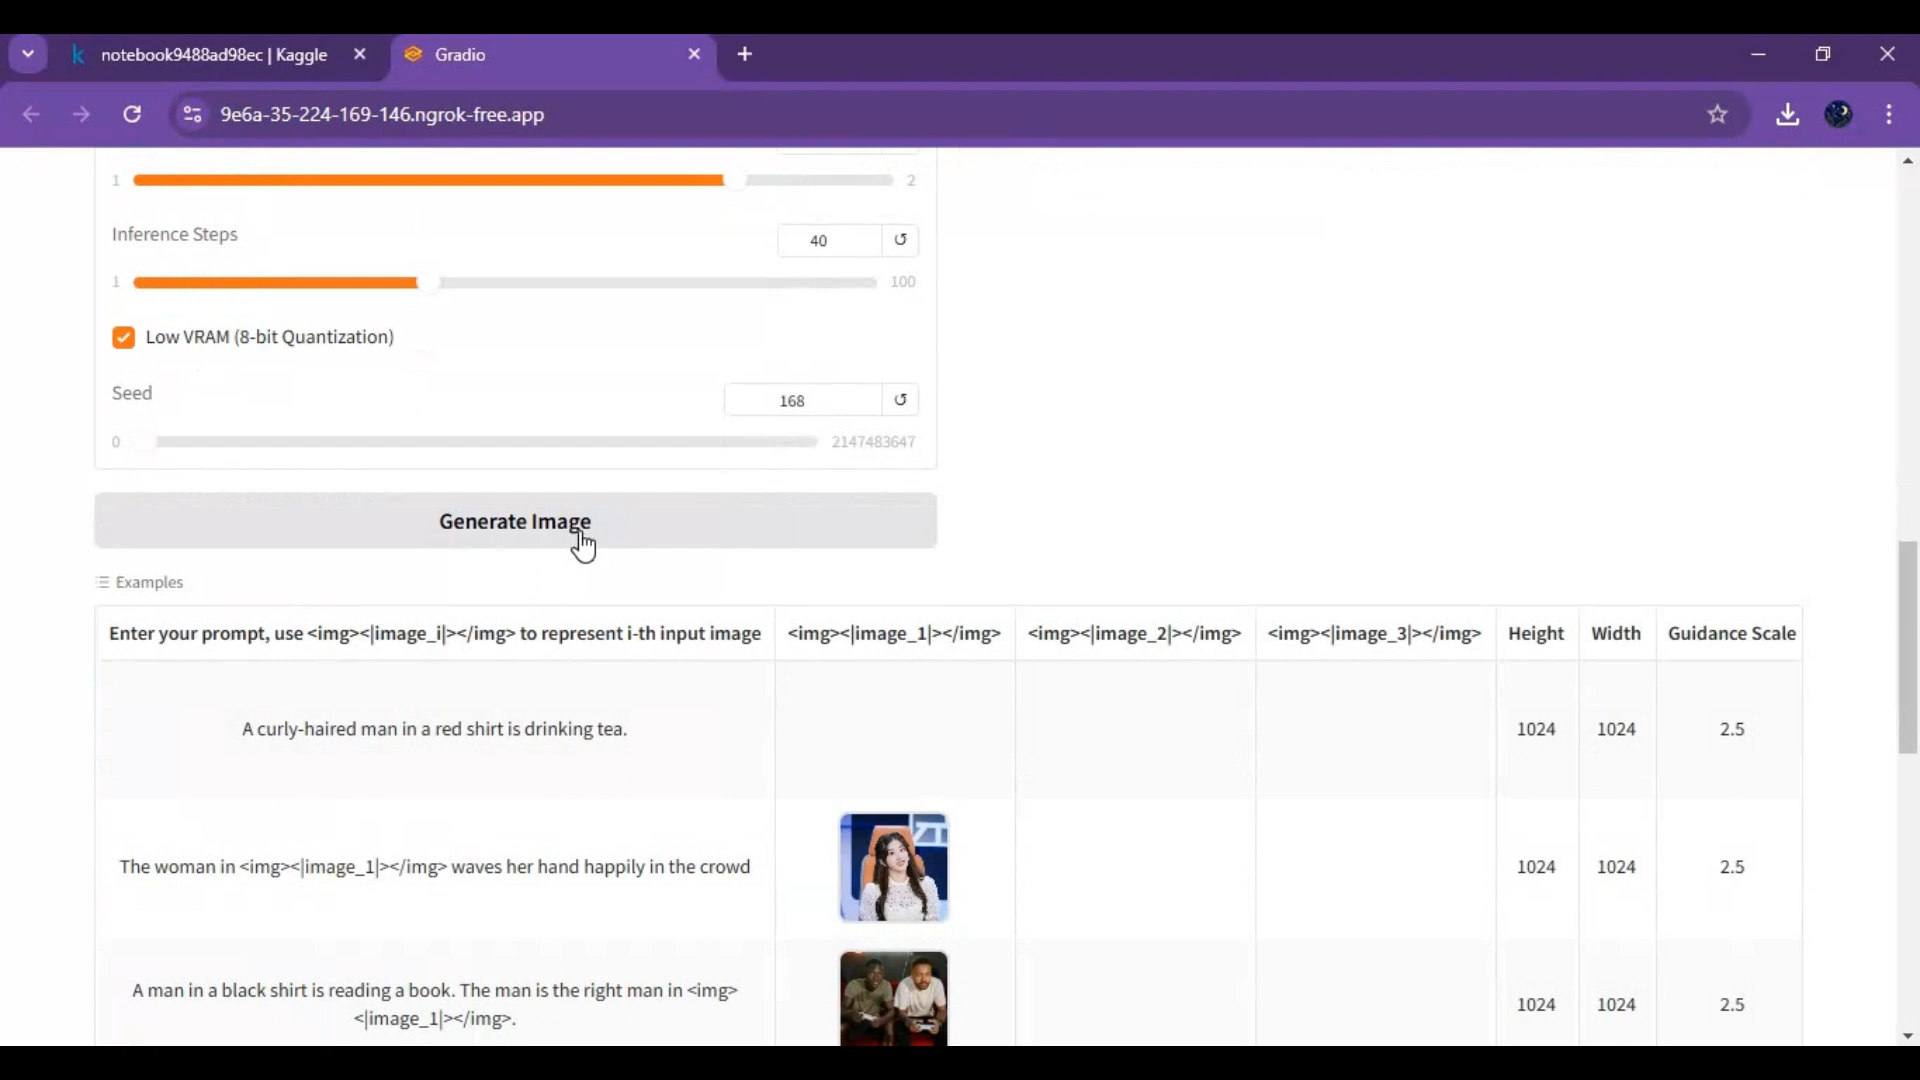 notebook9488ad98ec | Kaggle
Gradio
9e6a-35-224-169-146.ngrok-free.app
1
2
Inference Steps
40
1
100
Low VRAM (8-bit Quantization)
Seed
168
0
2147483647
Generate Image
Examples
Enter your prompt, use <img><|image_i|></img> to represent i-th input image
<img><|image_1|></img>
<img><|image_2|></img>
<img><|image_3|></img>
Height
Width
Guidance Scale
A curly-haired man in a red shirt is drinking tea.
1024
1024
2.5
The woman in <img><|image_1|></img> waves her hand happily in the crowd
1024
1024
2.5
A man in a black shirt is reading a book. The man is the right man in <img>
<|image_1|></img>.
1024
1024
2.5